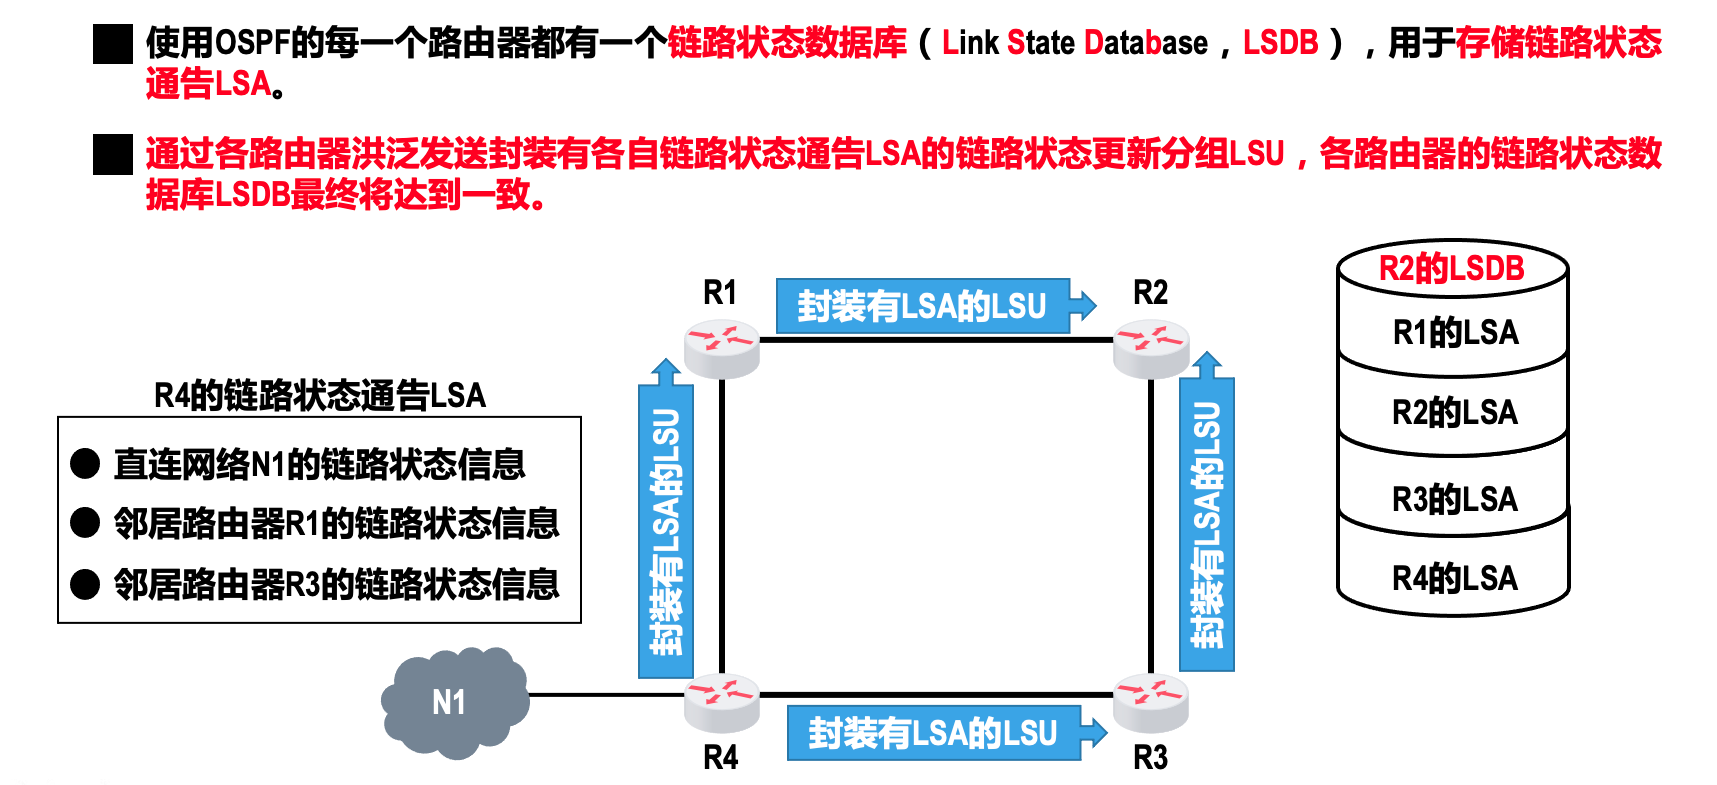 使用OSPF的每一个路由器都有一个链路状态数据库（Link State Database，LSDB），用于存储链路状态
通告LSA。
通过各路由器洪泛发送封装有各自链路状态通告LSA的链路状态更新分组LSU，各路由器的链路状态数
据库LSDB最终将达到一致。
R2的LSDB
R1的LSA
R2的LSA
R3的LSA
R4的LSA
R1
封装有LSA的LSU
R2
R4的链路状态通告LSA
直连网络N1的链路状态信息
邻居路由器R1的链路状态信息
邻居路由器R3的链路状态信息
封装有LSA的LSU
封装有LSA的LSU
N1
封装有LSA的LSU
R4
R3